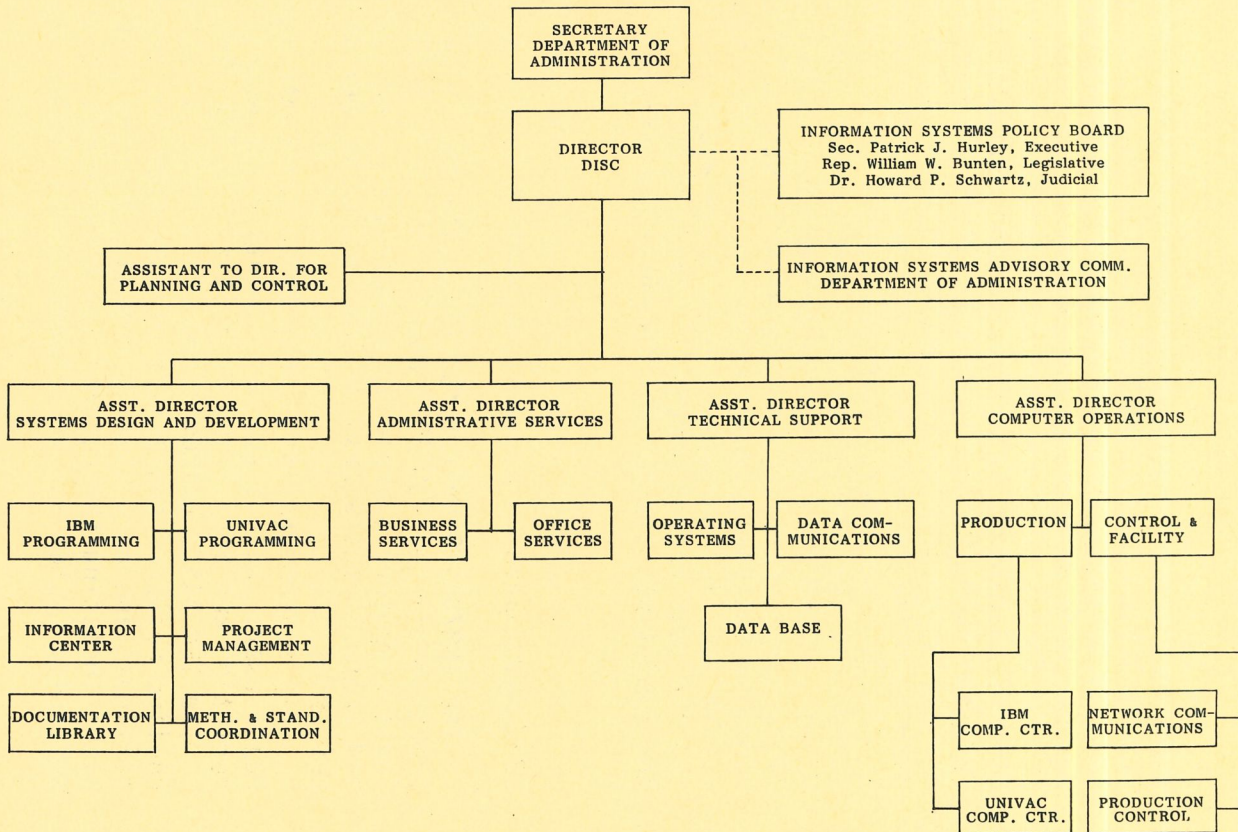 SECRETARY
DEPARTMENT OF
ADMINISTRATION
DIRECTOR
DISC
INFORMATION SYSTEMS POLICY BOARD
Sec. Patrick J. Hurley, Executive
Rep. William W. Bunten, Legislative
Dr. Howard P. Schwartz, Judicial
ASSISTANT TO DIR. FOR
PLANNING AND CONTROL
INFORMATION SYSTEMS ADVISORY COMM.
DEPARTMENT OF ADMINISTRATION
ASST. DIRECTOR
SYSTEMS DESIGN AND DEVELOPMENT
ASST. DIRECTOR
ADMINISTRATIVE SERVICES
ASST. DIRECTOR
TECHNICAL SUPPORT
ASST. DIRECTOR
COMPUTER OPERATIONS
IBM
PROGRAMMING
UNIVAC
PROGRAMMING
BUSINESS
SERVICES
OFFICE
SERVICES
OPERATING
SYSTEMS
DATA COM-
MUNICATIONS
PRODUCTION
CONTROL &
FACILITY
INFORMATION
CENTER
PROJECT
MANAGEMENT
DATA BASE
DOCUMENTATION
LIBRARY
METH. & STAND.
COORDINATION
IBM
COMP. CTR.
NETWORK COM-
MUNICATIONS
UNIVAC
COMP. CTR.
PRODUCTION
CONTROL